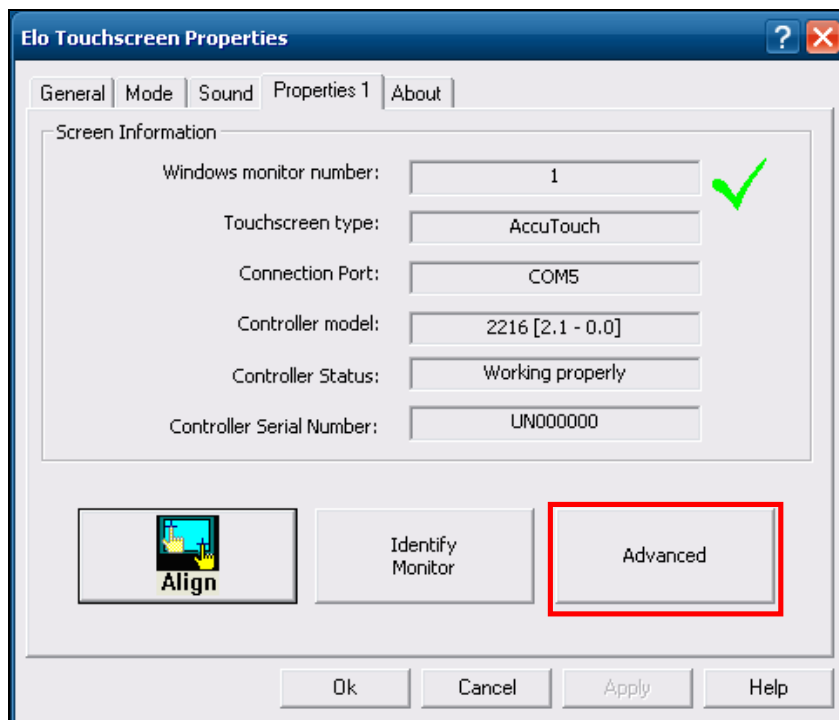 Elo Touchscreen Properties
General Mode Sound Properties 1 About
Screen Information
Windows monitor number: 1
Touchscreen type: AccuTouch
Connection Port: COM5
Controller model: 2216 [2.1 - 0.0]
Controller Status: Working properly
Controller Serial Number: UN000000
Align
Identify
Monitor
Advanced
Ok Cancel Apply Help